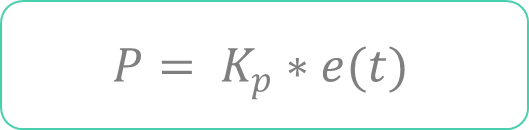 P = K_p * e(t)